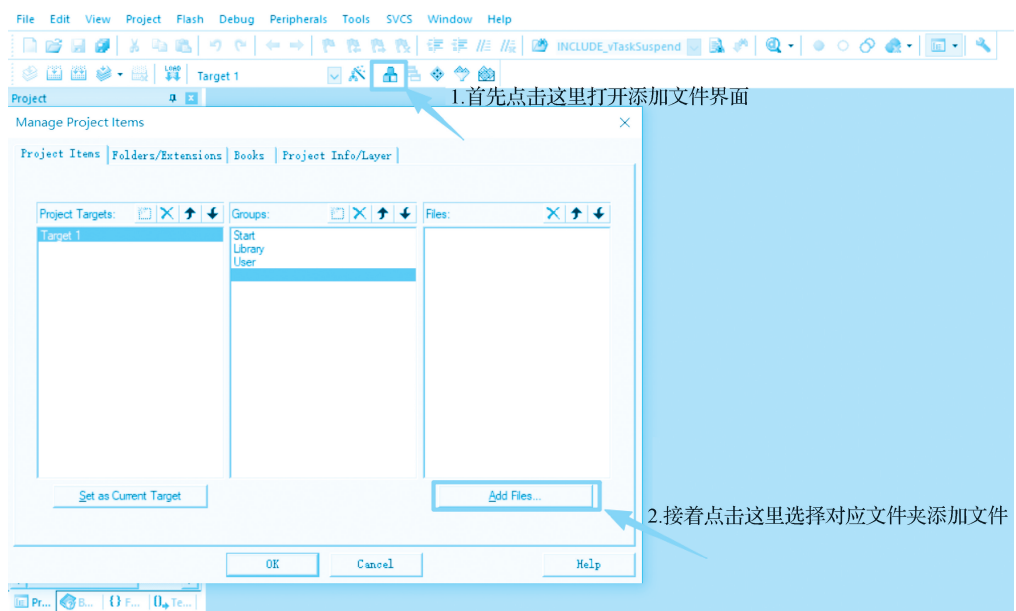 File Edit View Project Flash Debug Peripherals Tools SVCS Window Help
INCLUDE_vTaskSuspend
LOAD Target 1
Project
1.首先点击这里打开添加文件界面
Manage Project Items
Project Items Folders/Extensions Books Project Info/Layer
Project Targets: Groups: Files:
Target 1 Start
Library
User
Set as Current Target Add Files...
2.接着点击这里选择对应文件夹添加文件
OK Cancel Help
Pr... B... {} F... Te...